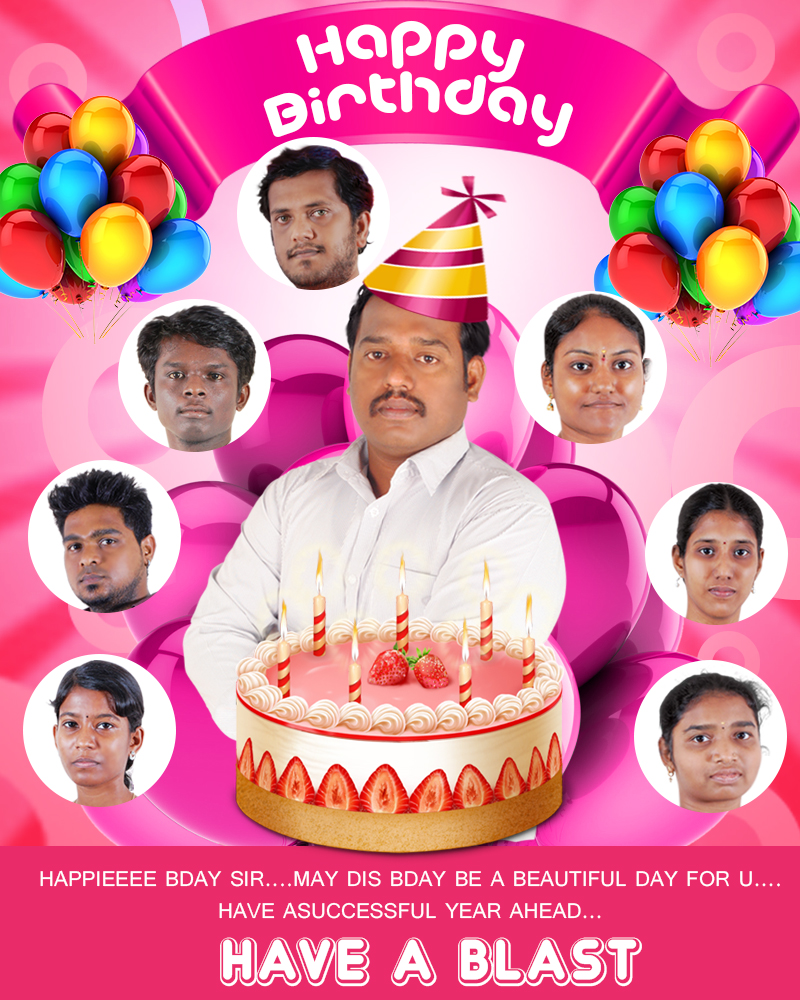 Happy
Birthday
HAPPIEEEE BDAY SIR....MAY DIS BDAY BE A BEAUTIFUL DAY FOR U....
HAVE ASUCCESSFUL YEAR AHEAD...
HAVE A BLAST